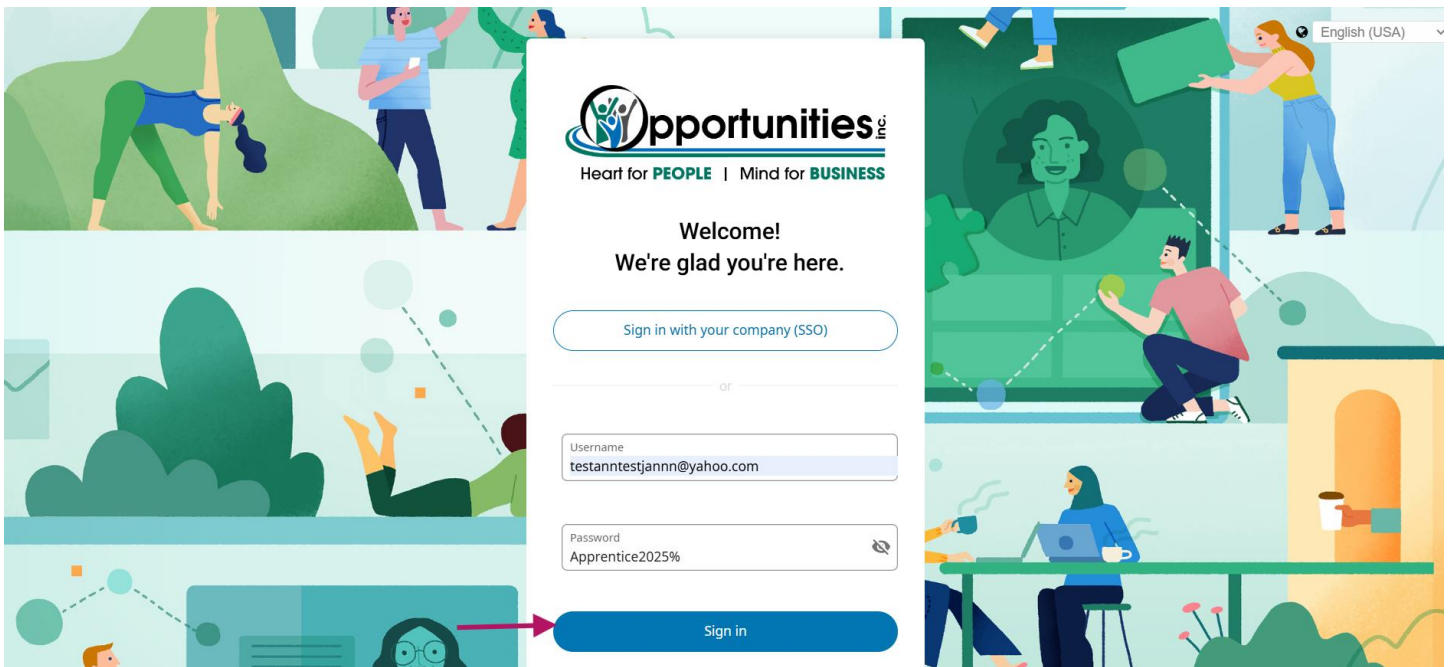 English (USA)
Opportunities Inc.
Heart for PEOPLE | Mind for BUSINESS
Welcome!
We're glad you're here.
Sign in with your company (SSO)
or
Username
testanntestjannn@yahoo.com
Password
Apprentice2025%
Sign in